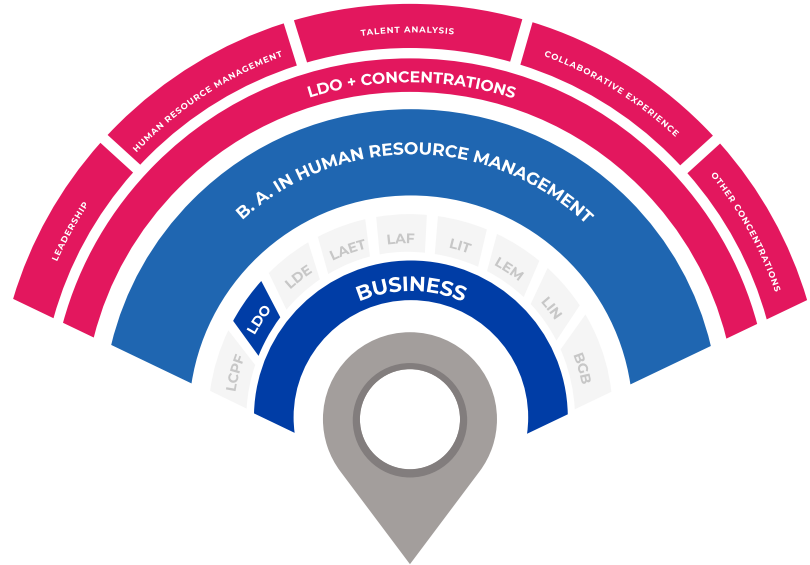 LEADERSHIP
HUMAN RESOURCE MANAGEMENT
TALENT ANALYSIS
COLLABORATIVE EXPERIENCE
OTHER CONCENTRATIONS
LDO + CONCENTRATIONS
B. A. IN HUMAN RESOURCE MANAGEMENT
LCPF
LDO
LDE
LAET
LAF
LIT
LEM
LIN
BGB
BUSINESS